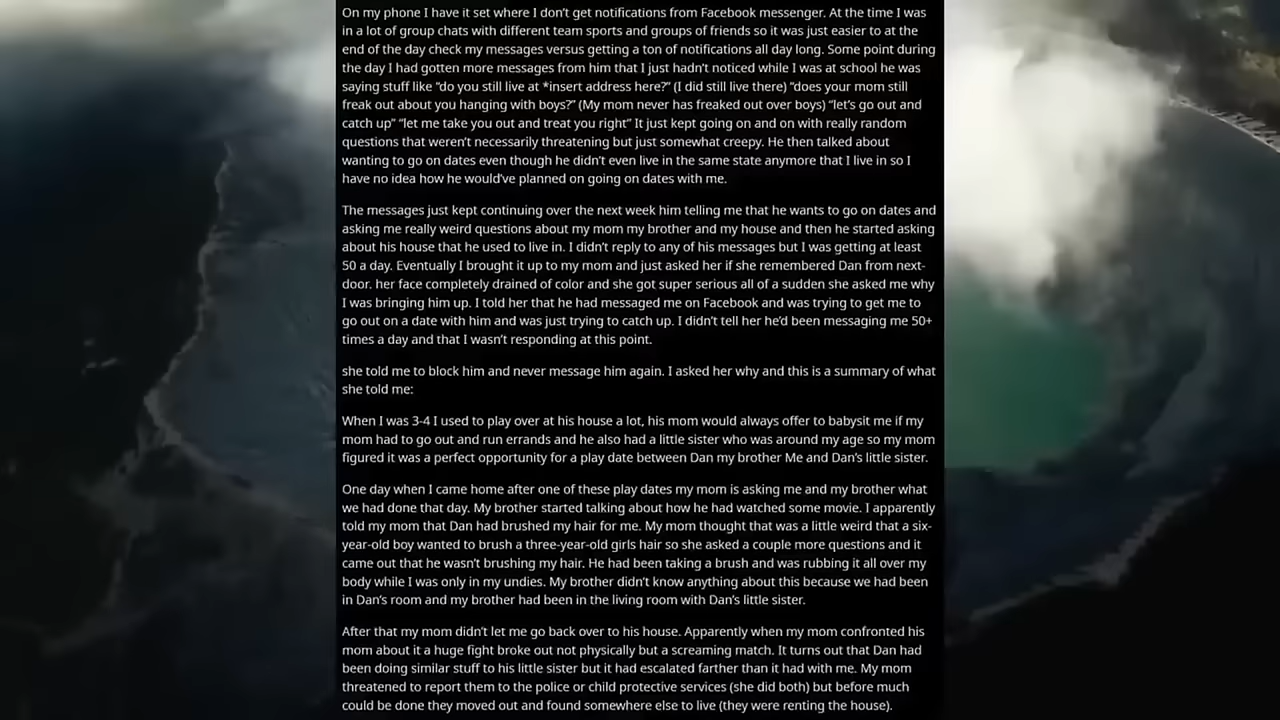 On my phone I have it set where I don't get notifications from Facebook messenger. At the time I was
in a lot of group chats with different team sports and groups of friends so it was just easier to at the
end of the day check my messages versus getting a ton of notifications all day long. Some point during
the day I had gotten more messages from him that I just hadn't noticed while I was at school he was
saying stuff like “do you still live at *insert address here?” (I did still live there) “does your mom still
freak out about you hanging with boys?” (My mom never has freaked out over boys) “let's go out and
catch up” “let me take you out and treat you right” It just kept going on and on with really random
questions that weren't necessarily threatening but just somewhat creepy. He then talked about
wanting to go on dates even though he didn't even live in the same state anymore that I live in so I
have no idea how he would've planned on going on dates with me.
The messages just kept continuing over the next week him telling me that he wants to go on dates and
asking me really weird questions about my mom my brother and my house and then he started asking
about his house that he used to live in. I didn't reply to any of his messages but I was getting at least
50 a day. Eventually I brought it up to my mom and just asked her if she remembered Dan from next-
door. her face completely drained of color and she got super serious all of a sudden she asked me why
I was bringing him up. I told her that he had messaged me on Facebook and was trying to get me to
go out on a date with him and was just trying to catch up. I didn't tell her he'd been messaging me 50+
times a day and that I wasn't responding at this point.
she told me to block him and never message him again. I asked her why and this is a summary of what
she told me:
When I was 3-4 I used to play over at his house a lot, his mom would always offer to babysit me if my
mom had to go out and run errands and he also had a little sister who was around my age so my mom
figured it was a perfect opportunity for a play date between Dan my brother Me and Dan's little sister.
One day when I came home after one of these play dates my mom is asking me and my brother what
we had done that day. My brother started talking about how he had watched some movie. I apparently
told my mom that Dan had brushed my hair for me. My mom thought that was a little weird that a six-
year-old boy wanted to brush a three-year-old girls hair so she asked a couple more questions and it
came out that he wasn't brushing my hair. He had been taking a brush and was rubbing it all over my
body while I was only in my undies. My brother didn't know anything about this because we had been
in Dan's room and my brother had been in the living room with Dan's little sister.
After that my mom didn't let me go back over to his house. Apparently when my mom confronted his
mom about it a huge fight broke out not physically but a screaming match. It turns out that Dan had
been doing similar stuff to his little sister but it had escalated farther than it had with me. My mom
threatened to report them to the police or child protective services (she did both) but before much
could be done they moved out and found somewhere else to live (they were renting the house).